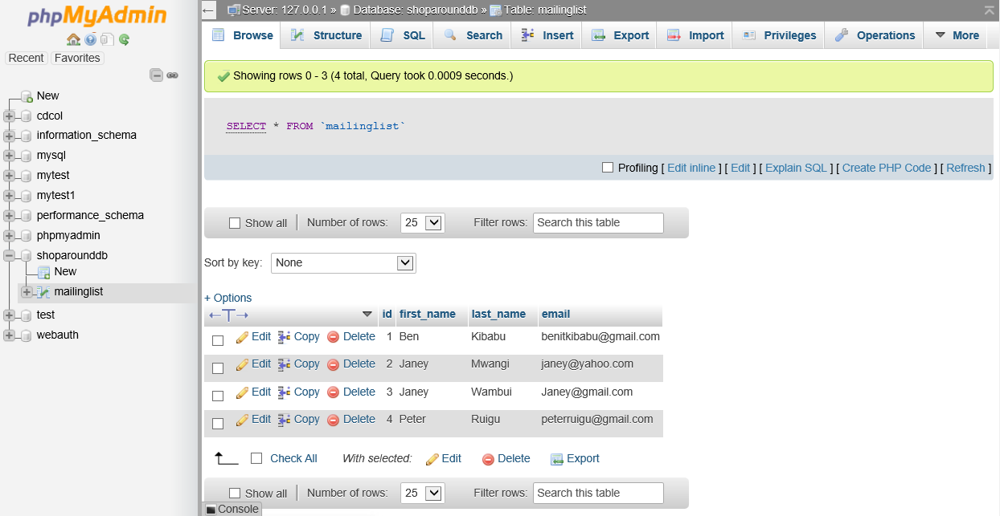 phpMyAdmin
Recent Favorites
New
cdcol
information_schema
mysql
mytest
mytest1
performance_schema
phpmyadmin
shoparounddb
New
mailinglist
test
webauth
Server: 127.0.0.1 » Database: shoparounddb » Table: mailinglist
Browse Structure SQL Search Insert Export Import Privileges Operations More
Showing rows 0 - 3 (4 total, Query took 0.0009 seconds.)
SELECT * FROM `mailinglist`
Profiling [ Edit inline ] [ Edit ] [ Explain SQL ] [ Create PHP Code ] [ Refresh ]
Show all Number of rows: 25 Filter rows: Search this table
Sort by key: None
+ Options
id first_name last_name email
Edit Copy Delete 1 Ben Kibabu benitkibabu@gmail.com
Edit Copy Delete 2 Janey Mwangi janey@yahoo.com
Edit Copy Delete 3 Janey Wambui Janey@gmail.com
Edit Copy Delete 4 Peter Ruigu peterruigu@gmail.com
Check All With selected: Edit Delete Export
Show all Number of rows: 25 Filter rows: Search this table
Console